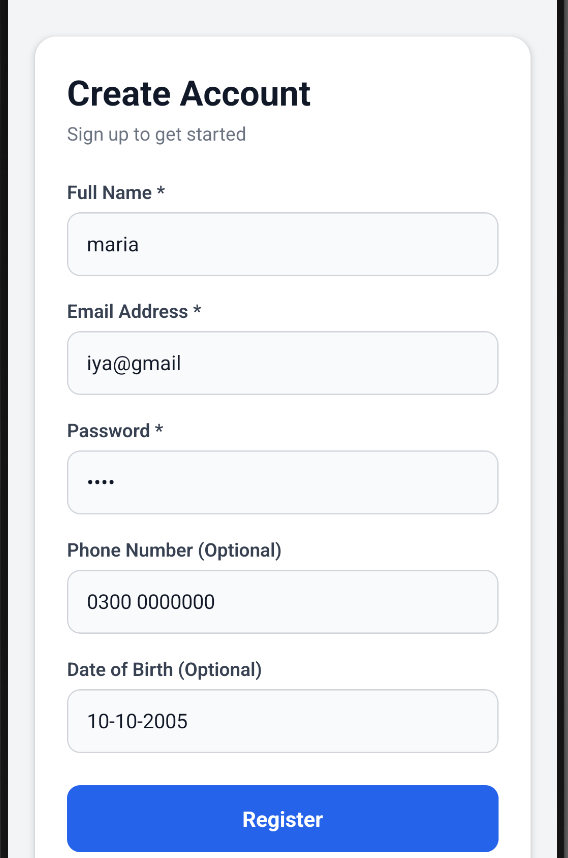 Create Account
Sign up to get started
Full Name *
maria
Email Address *
iya@gmail
Password *
••••
Phone Number (Optional)
0300 0000000
Date of Birth (Optional)
10-10-2005
Register